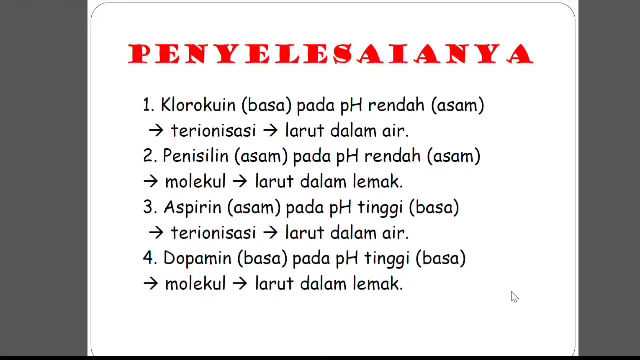 PENYELESAIANYA
1. Klorokuin (basa) pada pH rendah (asam)
→ terionisasi → larut dalam air.
2. Penisilin (asam) pada pH rendah (asam)
→ molekul → larut dalam lemak.
3. Aspirin (asam) pada pH tinggi (basa)
→ terionisasi → larut dalam air.
4. Dopamin (basa) pada pH tinggi (basa)
→ molekul → larut dalam lemak.